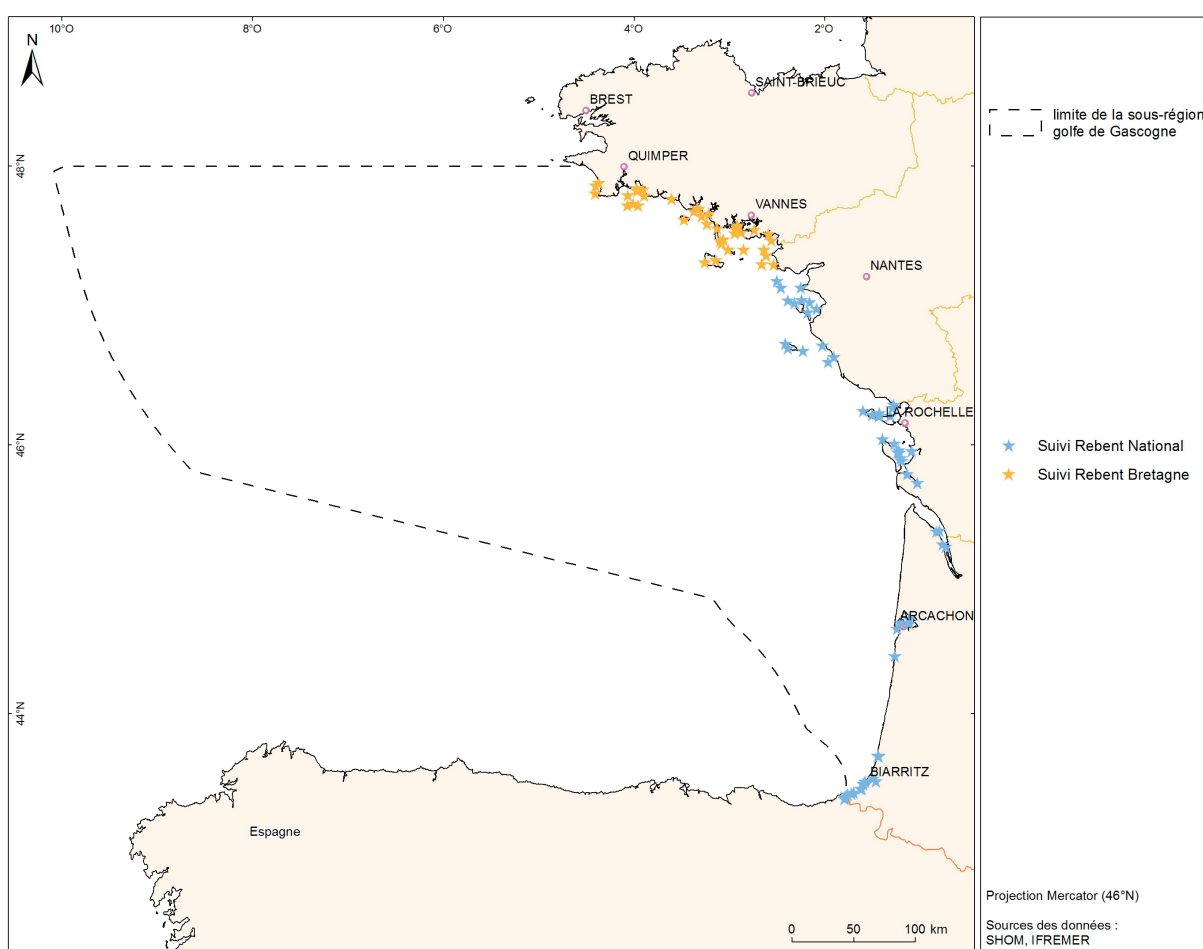 10°O
8°O
6°O
4°O
2°O
N
SAINT-BRIEUC
BREST
limite de la sous-région
golfe de Gascogne
48°N
QUIMPER
VANNES
NANTES
LA ROCHELLE
46°N
Suivi Rebent National
Suivi Rebent Bretagne
ARCACHON
44°N
BIARRITZ
Espagne
Projection Mercator (46°N)
Sources des données :
SHOM, IFREMER
0 50 100 km